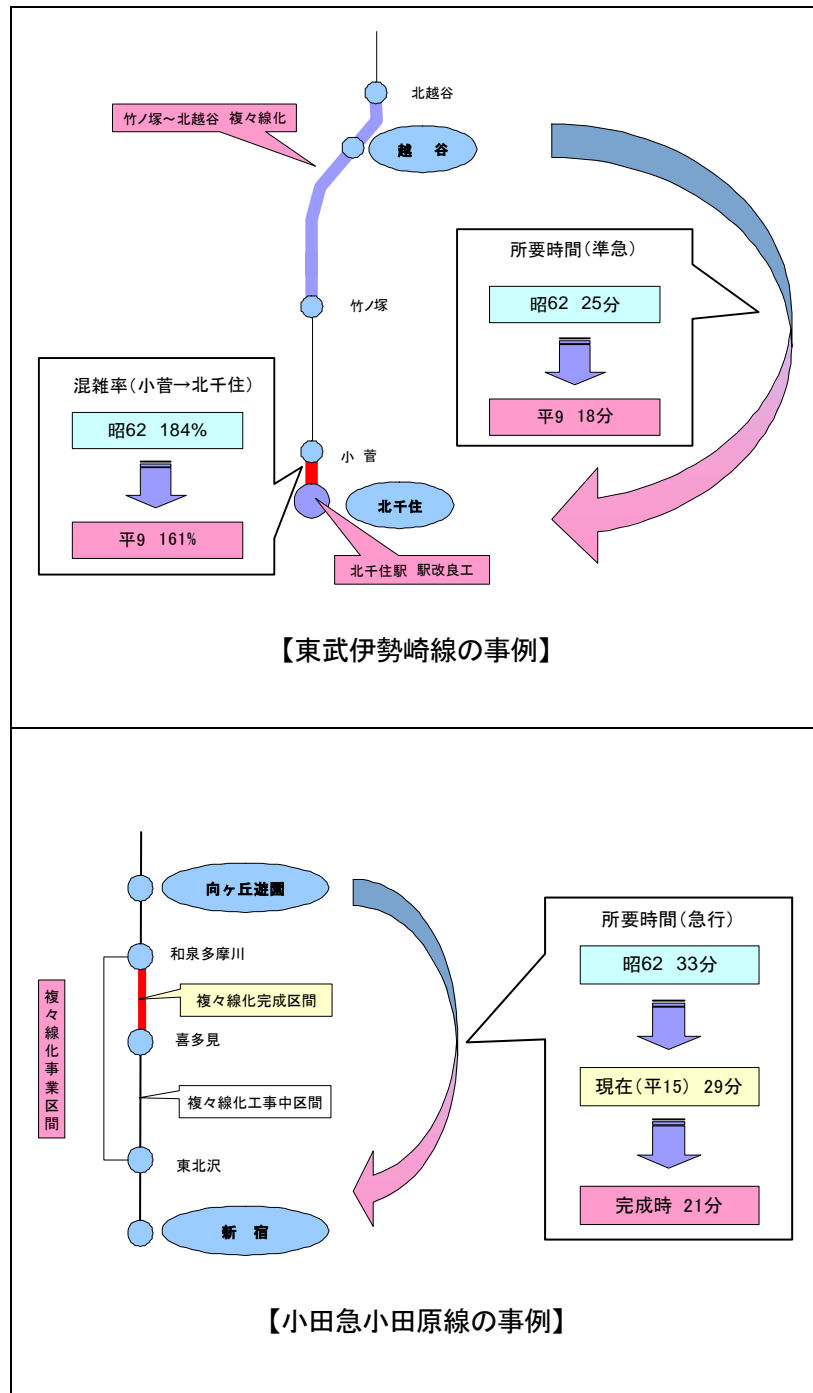 北越谷
竹ノ塚～北越谷 複々線化
越 谷
所要時間(準急)
昭62 25分
平9 18分
竹ノ塚
混雑率(小菅→北千住)
昭62 184%
平9 161%
小 菅
北千住
北千住駅 駅改良工
【東武伊勢崎線の事例】
向ヶ丘遊園
和泉多摩川
複々線化完成区間
喜多見
複々線化事業区間
複々線化工事中区間
東北沢
新 宿
所要時間(急行)
昭62 33分
現在(平15) 29分
完成時 21分
【小田急小田原線の事例】